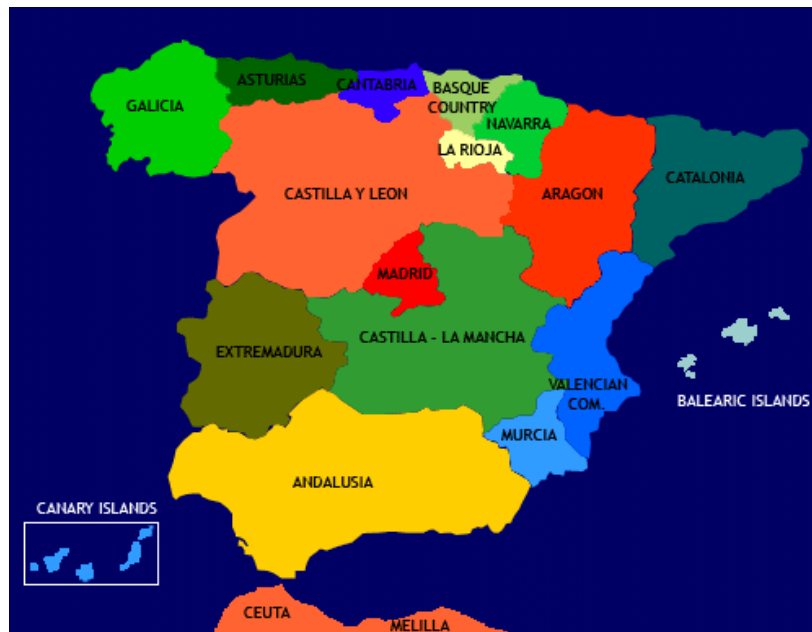 ASTURIAS
CANTABRIA
BASQUE
COUNTRY
GALICIA
NAVARRA
LA RIOJA
CATALONIA
CASTILLA Y LEON
ARAGON
MADRID
CASTILLA - LA MANCHA
EXTREMADURA
VALENCIAN
COM.
BALEARIC ISLANDS
MURCIA
ANDALUSIA
CANARY ISLANDS
CEUTA
MELILLA